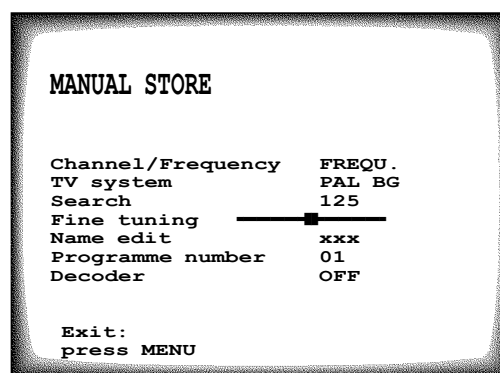 MANUAL STORE
Channel/Frequency FREQU.
TV system PAL BG
Search 125
Fine tuning
Name edit xxx
Programme number 01
Decoder OFF
Exit:
press MENU